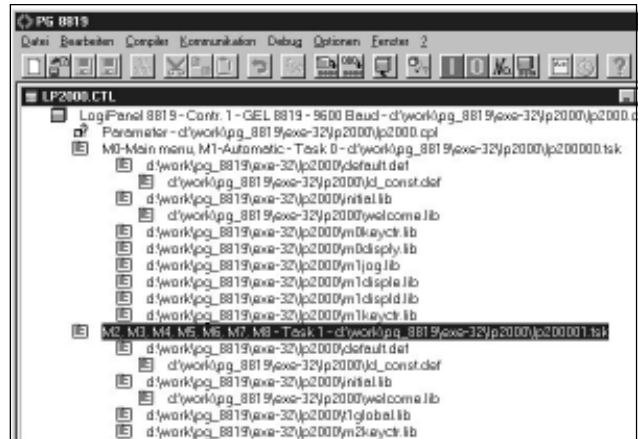 PG 8819
Datei Bearbeiten Compiler Kommunikation Debug Optionen Fenster ?
LP2000.CTL
LogiPanel 8819 - Contr. 1 - GEL 8819 - 9600 Baud - d:\work\pg_8819\exe-32\lp2000\lp2000.c
Parameter - d:\work\pg_8819\exe-32\lp2000\lp2000.cpl
M0-Main menu, M1-Automatic - Task 0 - d:\work\pg_8819\exe-32\lp2000\lp200000.tsk
d:\work\pg_8819\exe-32\lp2000\default.def
d:\work\pg_8819\exe-32\lp2000\ld_const.def
d:\work\pg_8819\exe-32\lp2000\initial.lib
d:\work\pg_8819\exe-32\lp2000\welcome.lib
d:\work\pg_8819\exe-32\lp2000\m0keyctr.lib
d:\work\pg_8819\exe-32\lp2000\m0disply.lib
d:\work\pg_8819\exe-32\lp2000\m1jog.lib
d:\work\pg_8819\exe-32\lp2000\m1disple.lib
d:\work\pg_8819\exe-32\lp2000\m1displd.lib
d:\work\pg_8819\exe-32\lp2000\m1keyctr.lib
M2, M3, M4, M5, M6, M7, M8 - Task 1 - d:\work\pg_8819\exe-32\lp2000\lp200001.tsk
d:\work\pg_8819\exe-32\lp2000\default.def
d:\work\pg_8819\exe-32\lp2000\ld_const.def
d:\work\pg_8819\exe-32\lp2000\initial.lib
d:\work\pg_8819\exe-32\lp2000\welcome.lib
d:\work\pg_8819\exe-32\lp2000\t1global.lib
d:\work\pg_8819\exe-32\lp2000\m2keyctr.lib